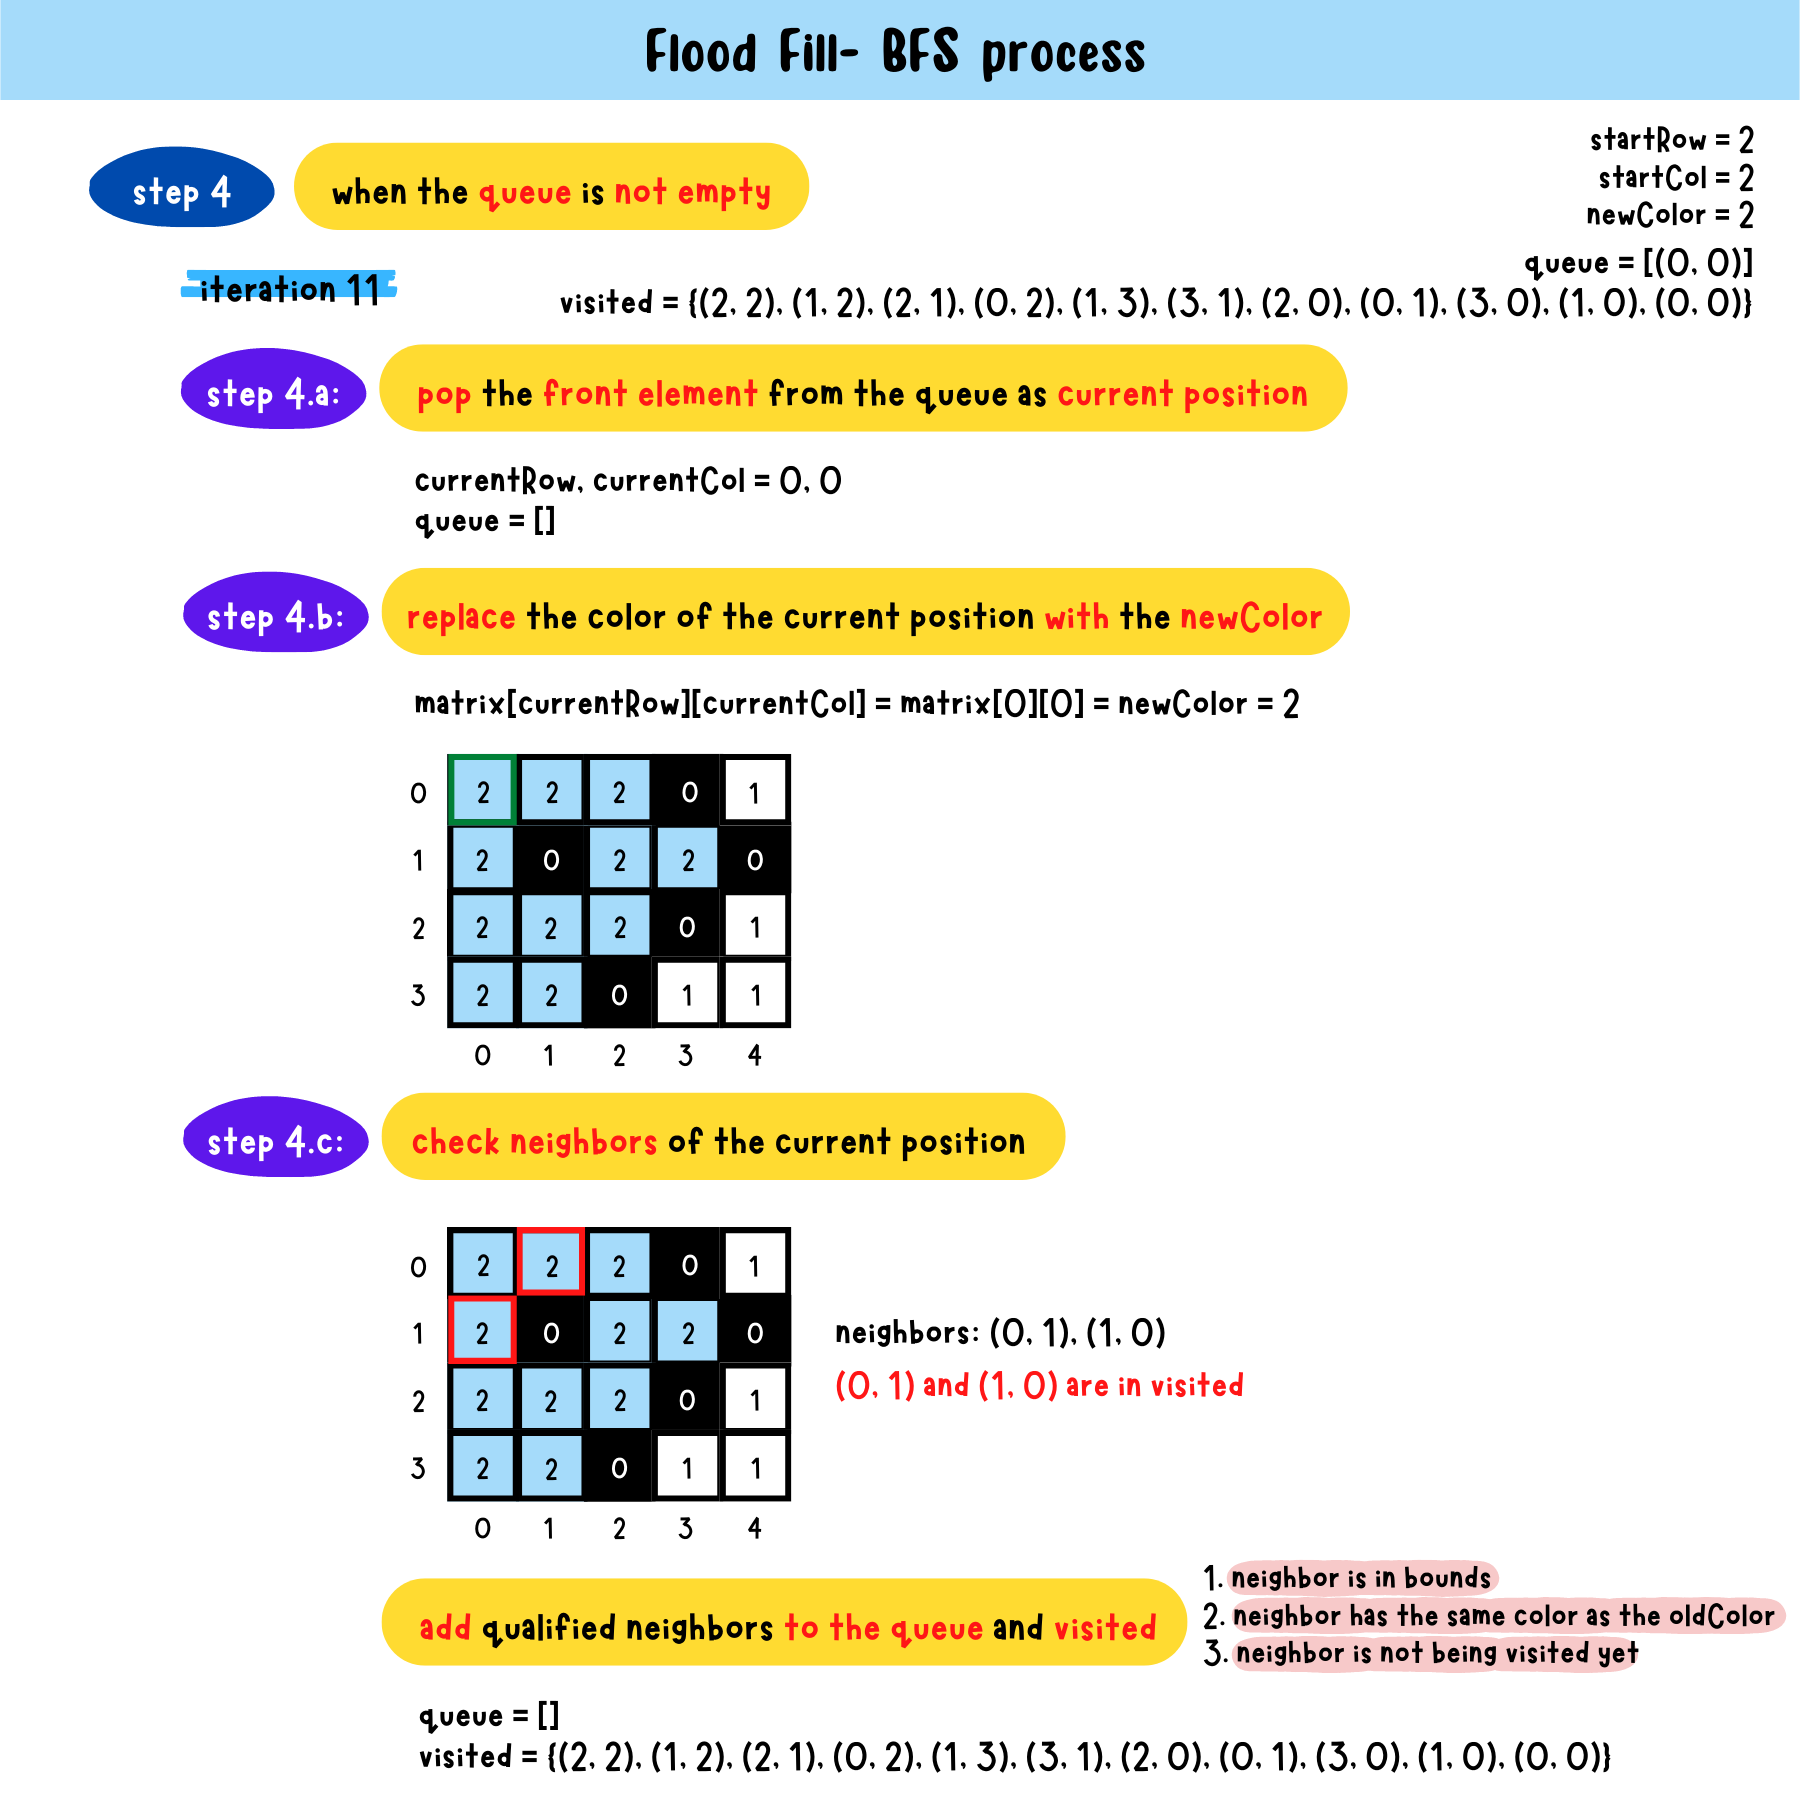 Flood Fill- BFS process
startRow = 2
step 4 when the queue is not empty
startCol = 2
newColor = 2
queue = [(0, 0)]
iteration 11
visited = {(2, 2), (1, 2), (2, 1), (0, 2), (1, 3), (3, 1), (2, 0), (0, 1), (3, 0), (1, 0), (0, 0)}
step 4.a: pop the front element from the queue as current position
currentRow, currentCol = 0, 0
queue = []
step 4.b: replace the color of the current position with the newColor
matrix[currentRow][currentCol] = matrix[0][0] = newColor = 2
0 2 2 2 0 1
1 2 0 2 2 0
2 2 2 2 0 1
3 2 2 0 1 1
0 1 2 3 4
step 4.c: check neighbors of the current position
0 2 2 2 0 1
1 2 0 2 2 0
neighbors: (0, 1), (1, 0)
(0, 1) and (1, 0) are in visited
2 2 2 2 0 1
3 2 2 0 1 1
0 1 2 3 4
add qualified neighbors to the queue and visited
1. neighbor is in bounds
2. neighbor has the same color as the oldColor
3. neighbor is not being visited yet
queue = []
visited = {(2, 2), (1, 2), (2, 1), (0, 2), (1, 3), (3, 1), (2, 0), (0, 1), (3, 0), (1, 0), (0, 0)}